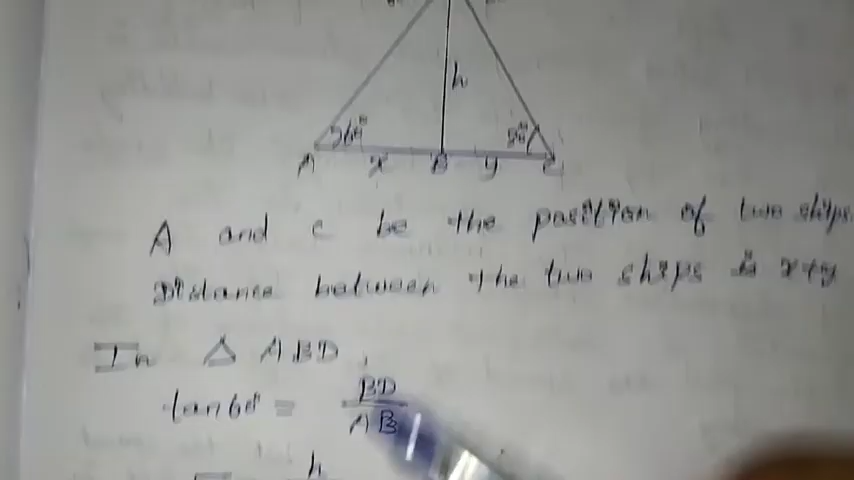 h
A x B y C
A and c be the position of two ships.
Distance between the two ships is x+y
In △ ABD,
tan60° = BD/AB
h